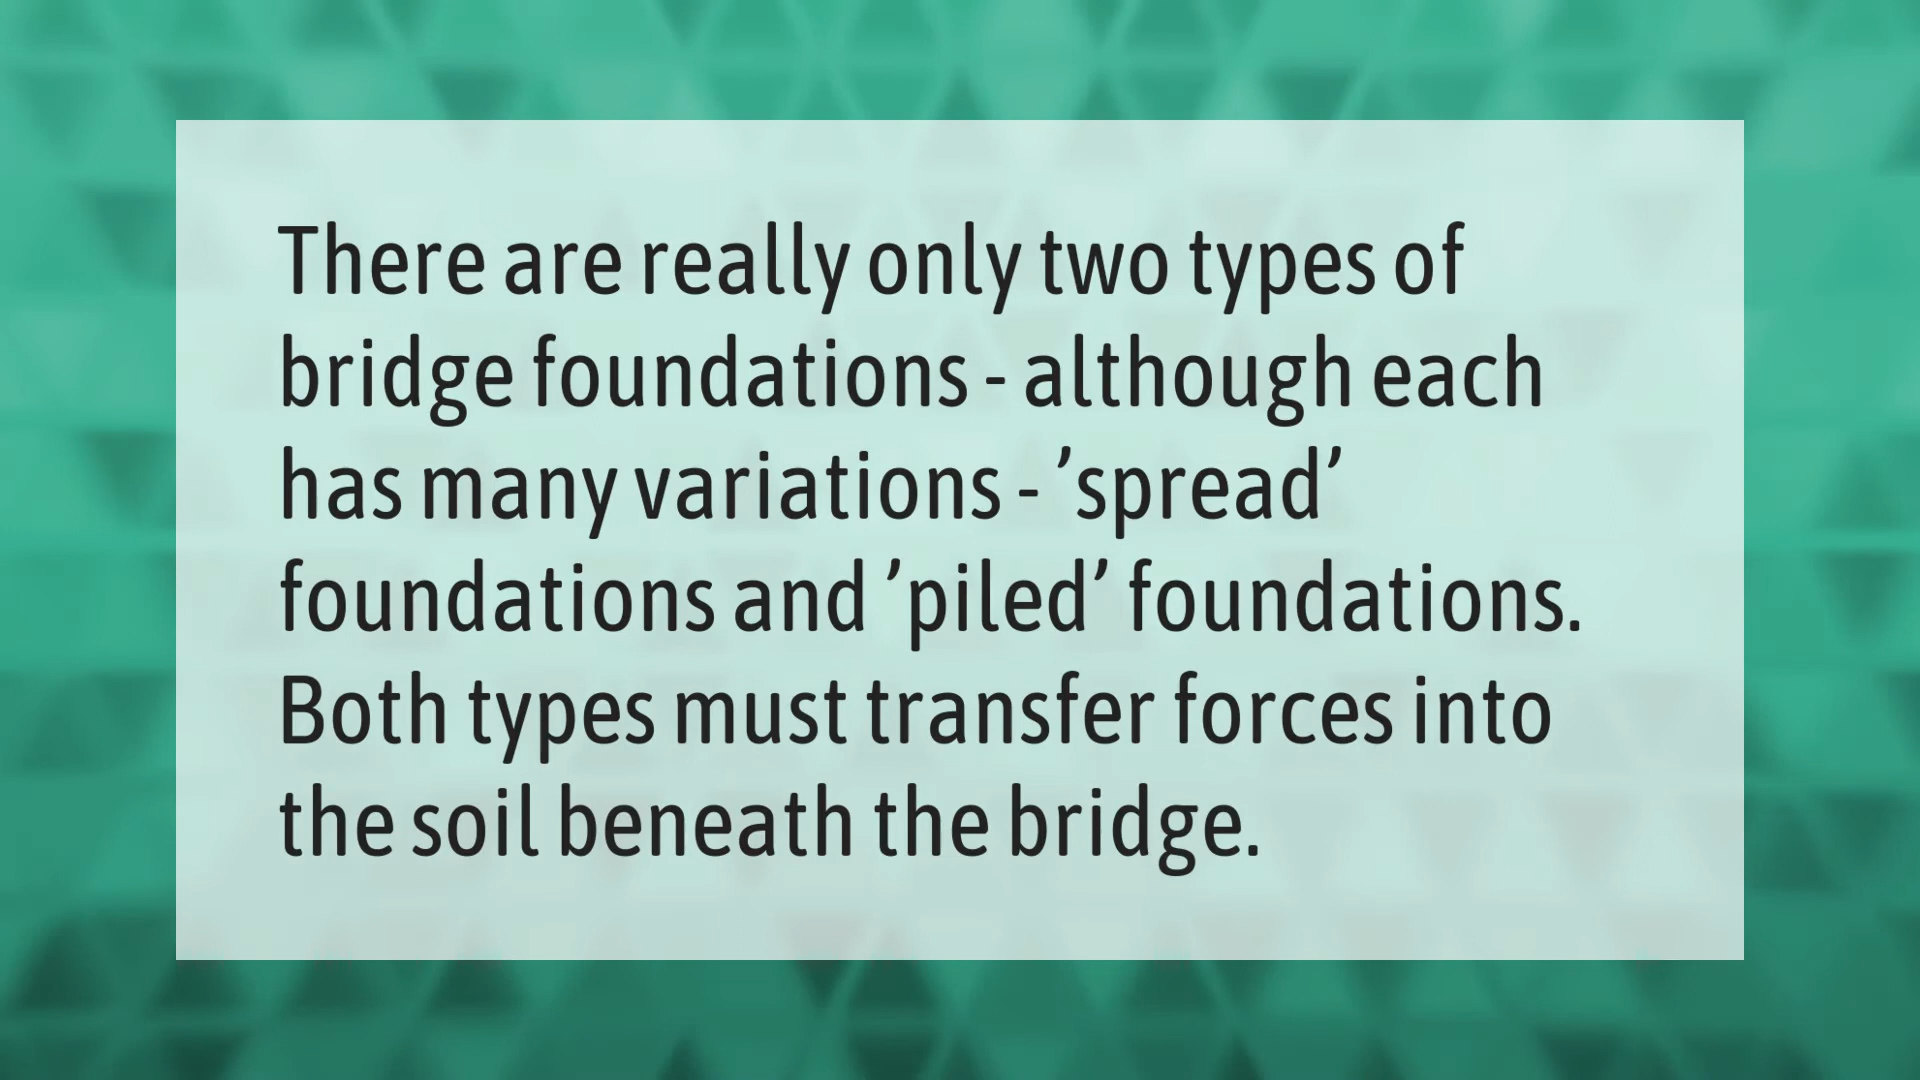 There are really only two types of
bridge foundations - although each
has many variations - ’spread’
foundations and ’piled’ foundations.
Both types must transfer forces into
the soil beneath the bridge.